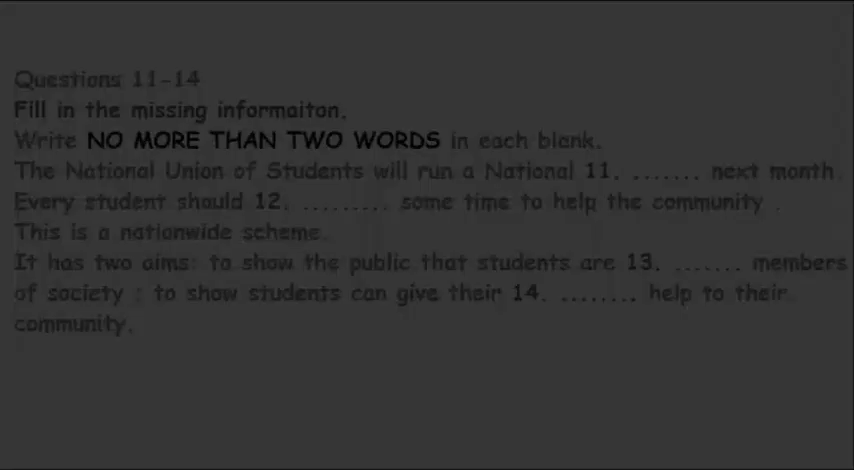 Questions 11-14
Fill in the missing informaiton.
Write NO MORE THAN TWO WORDS in each blank.
The National Union of Students will run a National 11. ....... next month.
Every student should 12. ......... some time to help the community .
This is a nationwide scheme.
It has two aims: to show the public that students are 13. ....... members
of society ; to show students can give their 14. ........ help to their
community.